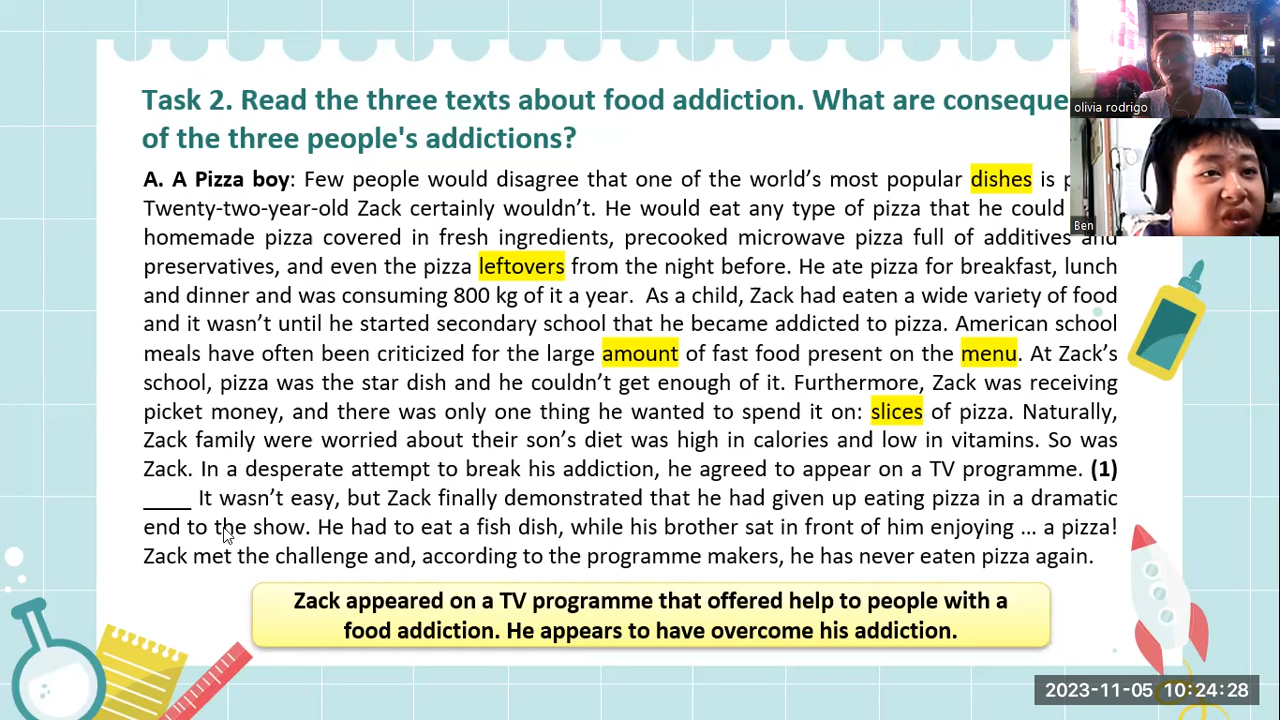 Task 2. Read the three texts about food addiction. What are conseque
of the three people's addictions?
A. A Pizza boy: Few people would disagree that one of the world's most popular dishes is
Twenty-two-year-old Zack certainly wouldn't. He would eat any type of pizza that he could
homemade pizza covered in fresh ingredients, precooked microwave pizza full of additives and
preservatives, and even the pizza leftovers from the night before. He ate pizza for breakfast, lunch
and dinner and was consuming 800 kg of it a year. As a child, Zack had eaten a wide variety of food
and it wasn't until he started secondary school that he became addicted to pizza. American school
meals have often been criticized for the large amount of fast food present on the menu. At Zack's
school, pizza was the star dish and he couldn't get enough of it. Furthermore, Zack was receiving
picket money, and there was only one thing he wanted to spend it on: slices of pizza. Naturally,
Zack family were worried about their son's diet was high in calories and low in vitamins. So was
Zack. In a desperate attempt to break his addiction, he agreed to appear on a TV programme. (1)
____ It wasn't easy, but Zack finally demonstrated that he had given up eating pizza in a dramatic
end to the show. He had to eat a fish dish, while his brother sat in front of him enjoying ... a pizza!
Zack met the challenge and, according to the programme makers, he has never eaten pizza again.
Zack appeared on a TV programme that offered help to people with a
food addiction. He appears to have overcome his addiction.
olivia rodrigo
Ben
2023-11-05 10:24:28